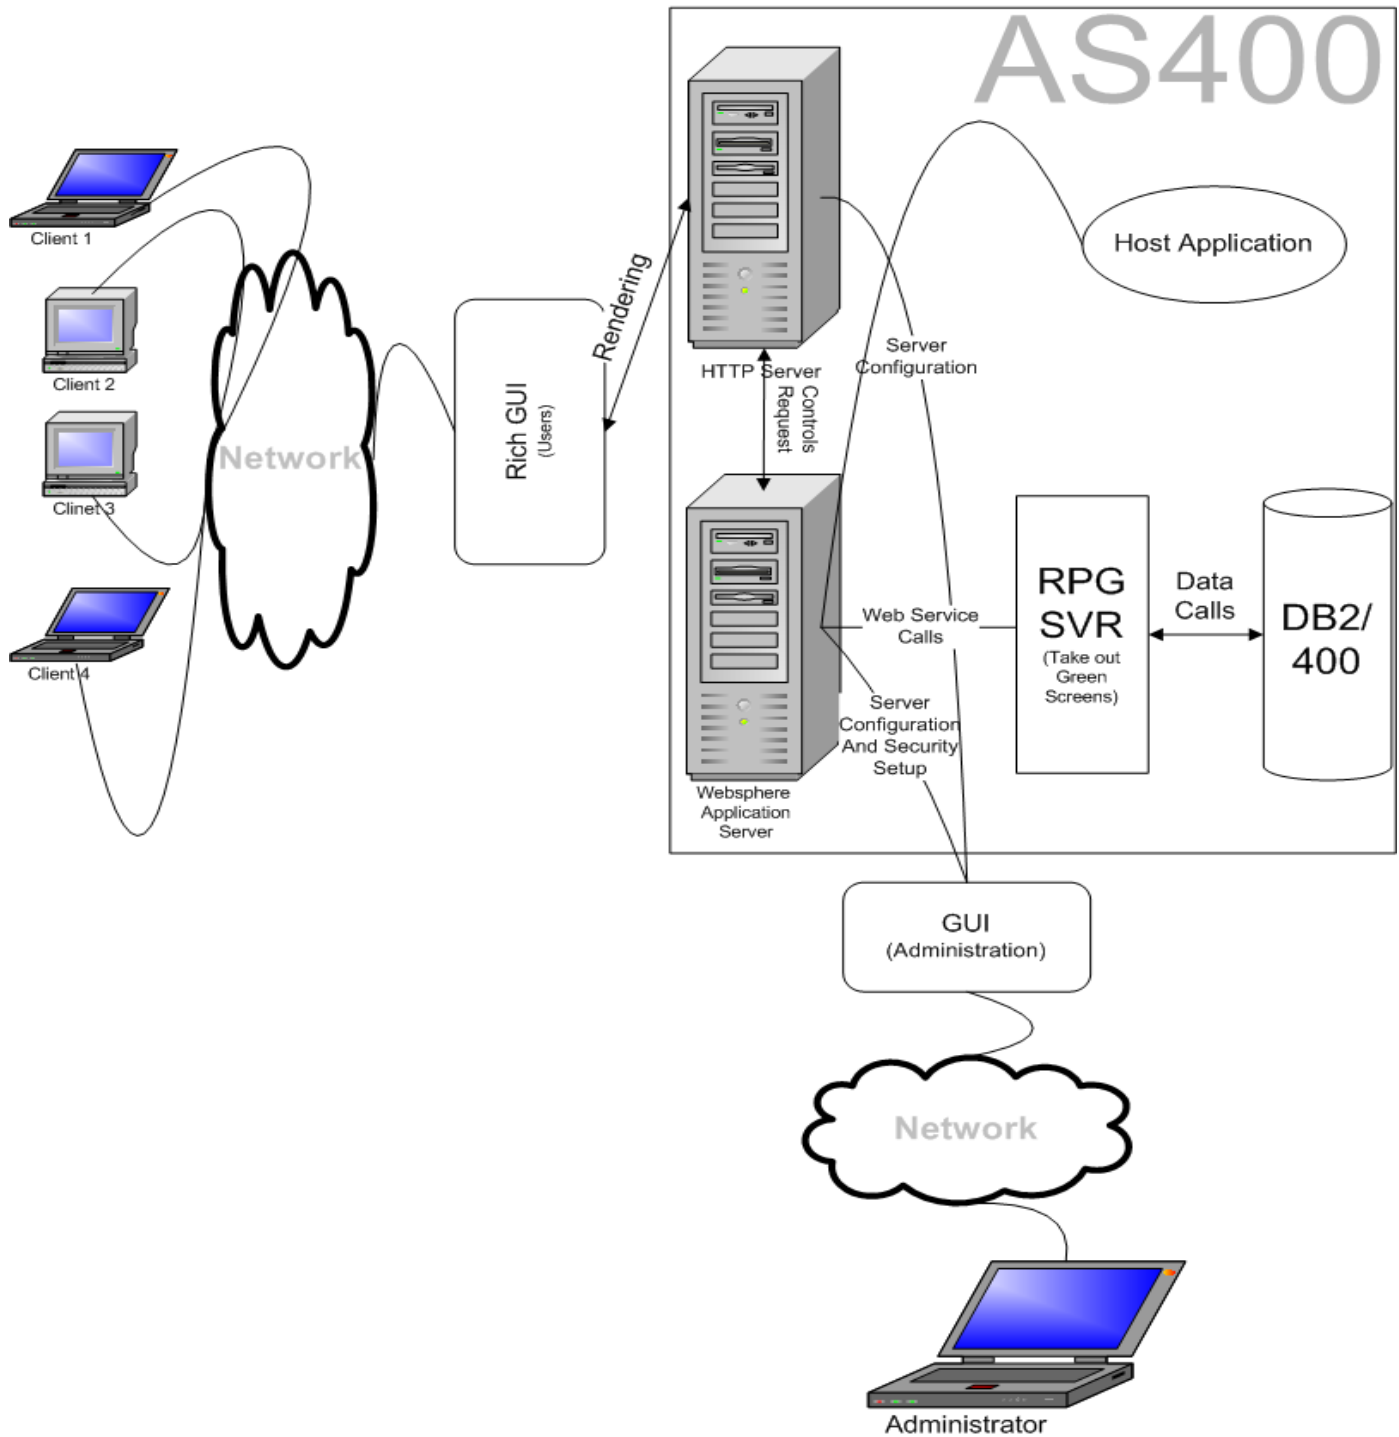 AS400
Client 1
Client 2
Clinet 3
Client 4
Network
Rich GUI
(Users)
Rendering
HTTP Server
Controls
Request
Server
Configuration
Host Application
Web Service
Calls
Server
Configuration
And Security
Setup
Websphere
Application
Server
RPG
SVR
(Take out
Green
Screens)
Data
Calls
DB2/
400
GUI
(Administration)
Network
Administrator